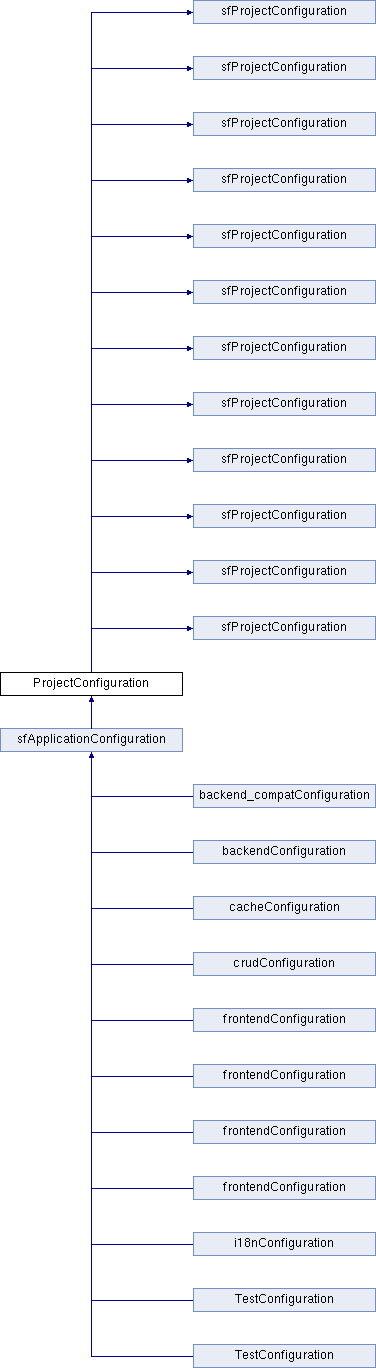 sfProjectConfiguration
sfProjectConfiguration
sfProjectConfiguration
sfProjectConfiguration
sfProjectConfiguration
sfProjectConfiguration
sfProjectConfiguration
sfProjectConfiguration
sfProjectConfiguration
sfProjectConfiguration
sfProjectConfiguration
sfProjectConfiguration
ProjectConfiguration
sfApplicationConfiguration
backend_compatConfiguration
backendConfiguration
cacheConfiguration
crudConfiguration
frontendConfiguration
frontendConfiguration
frontendConfiguration
frontendConfiguration
i18nConfiguration
TestConfiguration
TestConfiguration